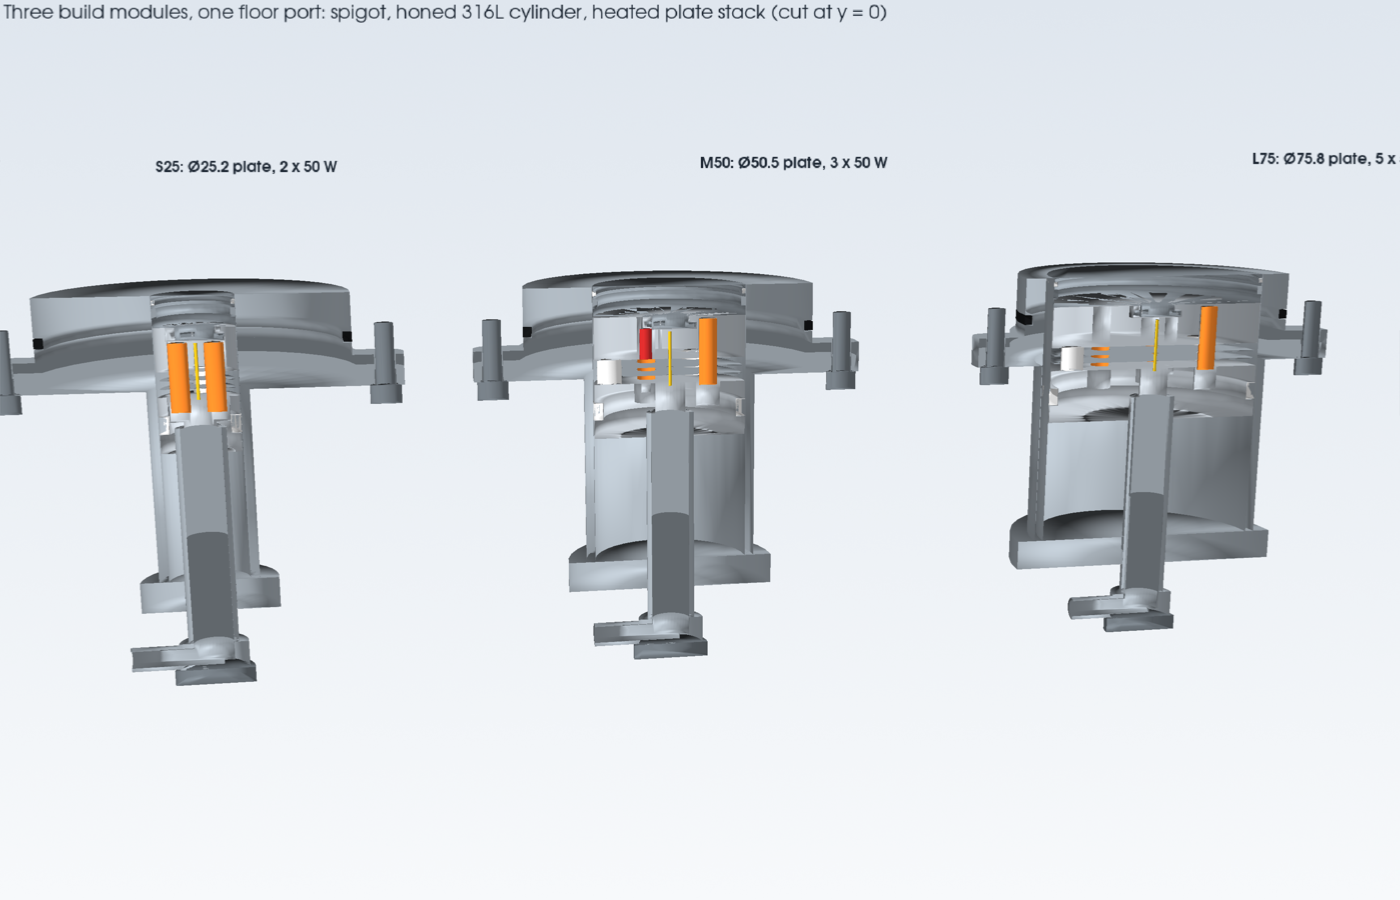 Three build modules, one floor port: spigot, honed 316L cylinder, heated plate stack (cut at y = 0)
S25: Ø25.2 plate, 2 x 50 W
M50: Ø50.5 plate, 3 x 50 W
L75: Ø75.8 plate, 5 x